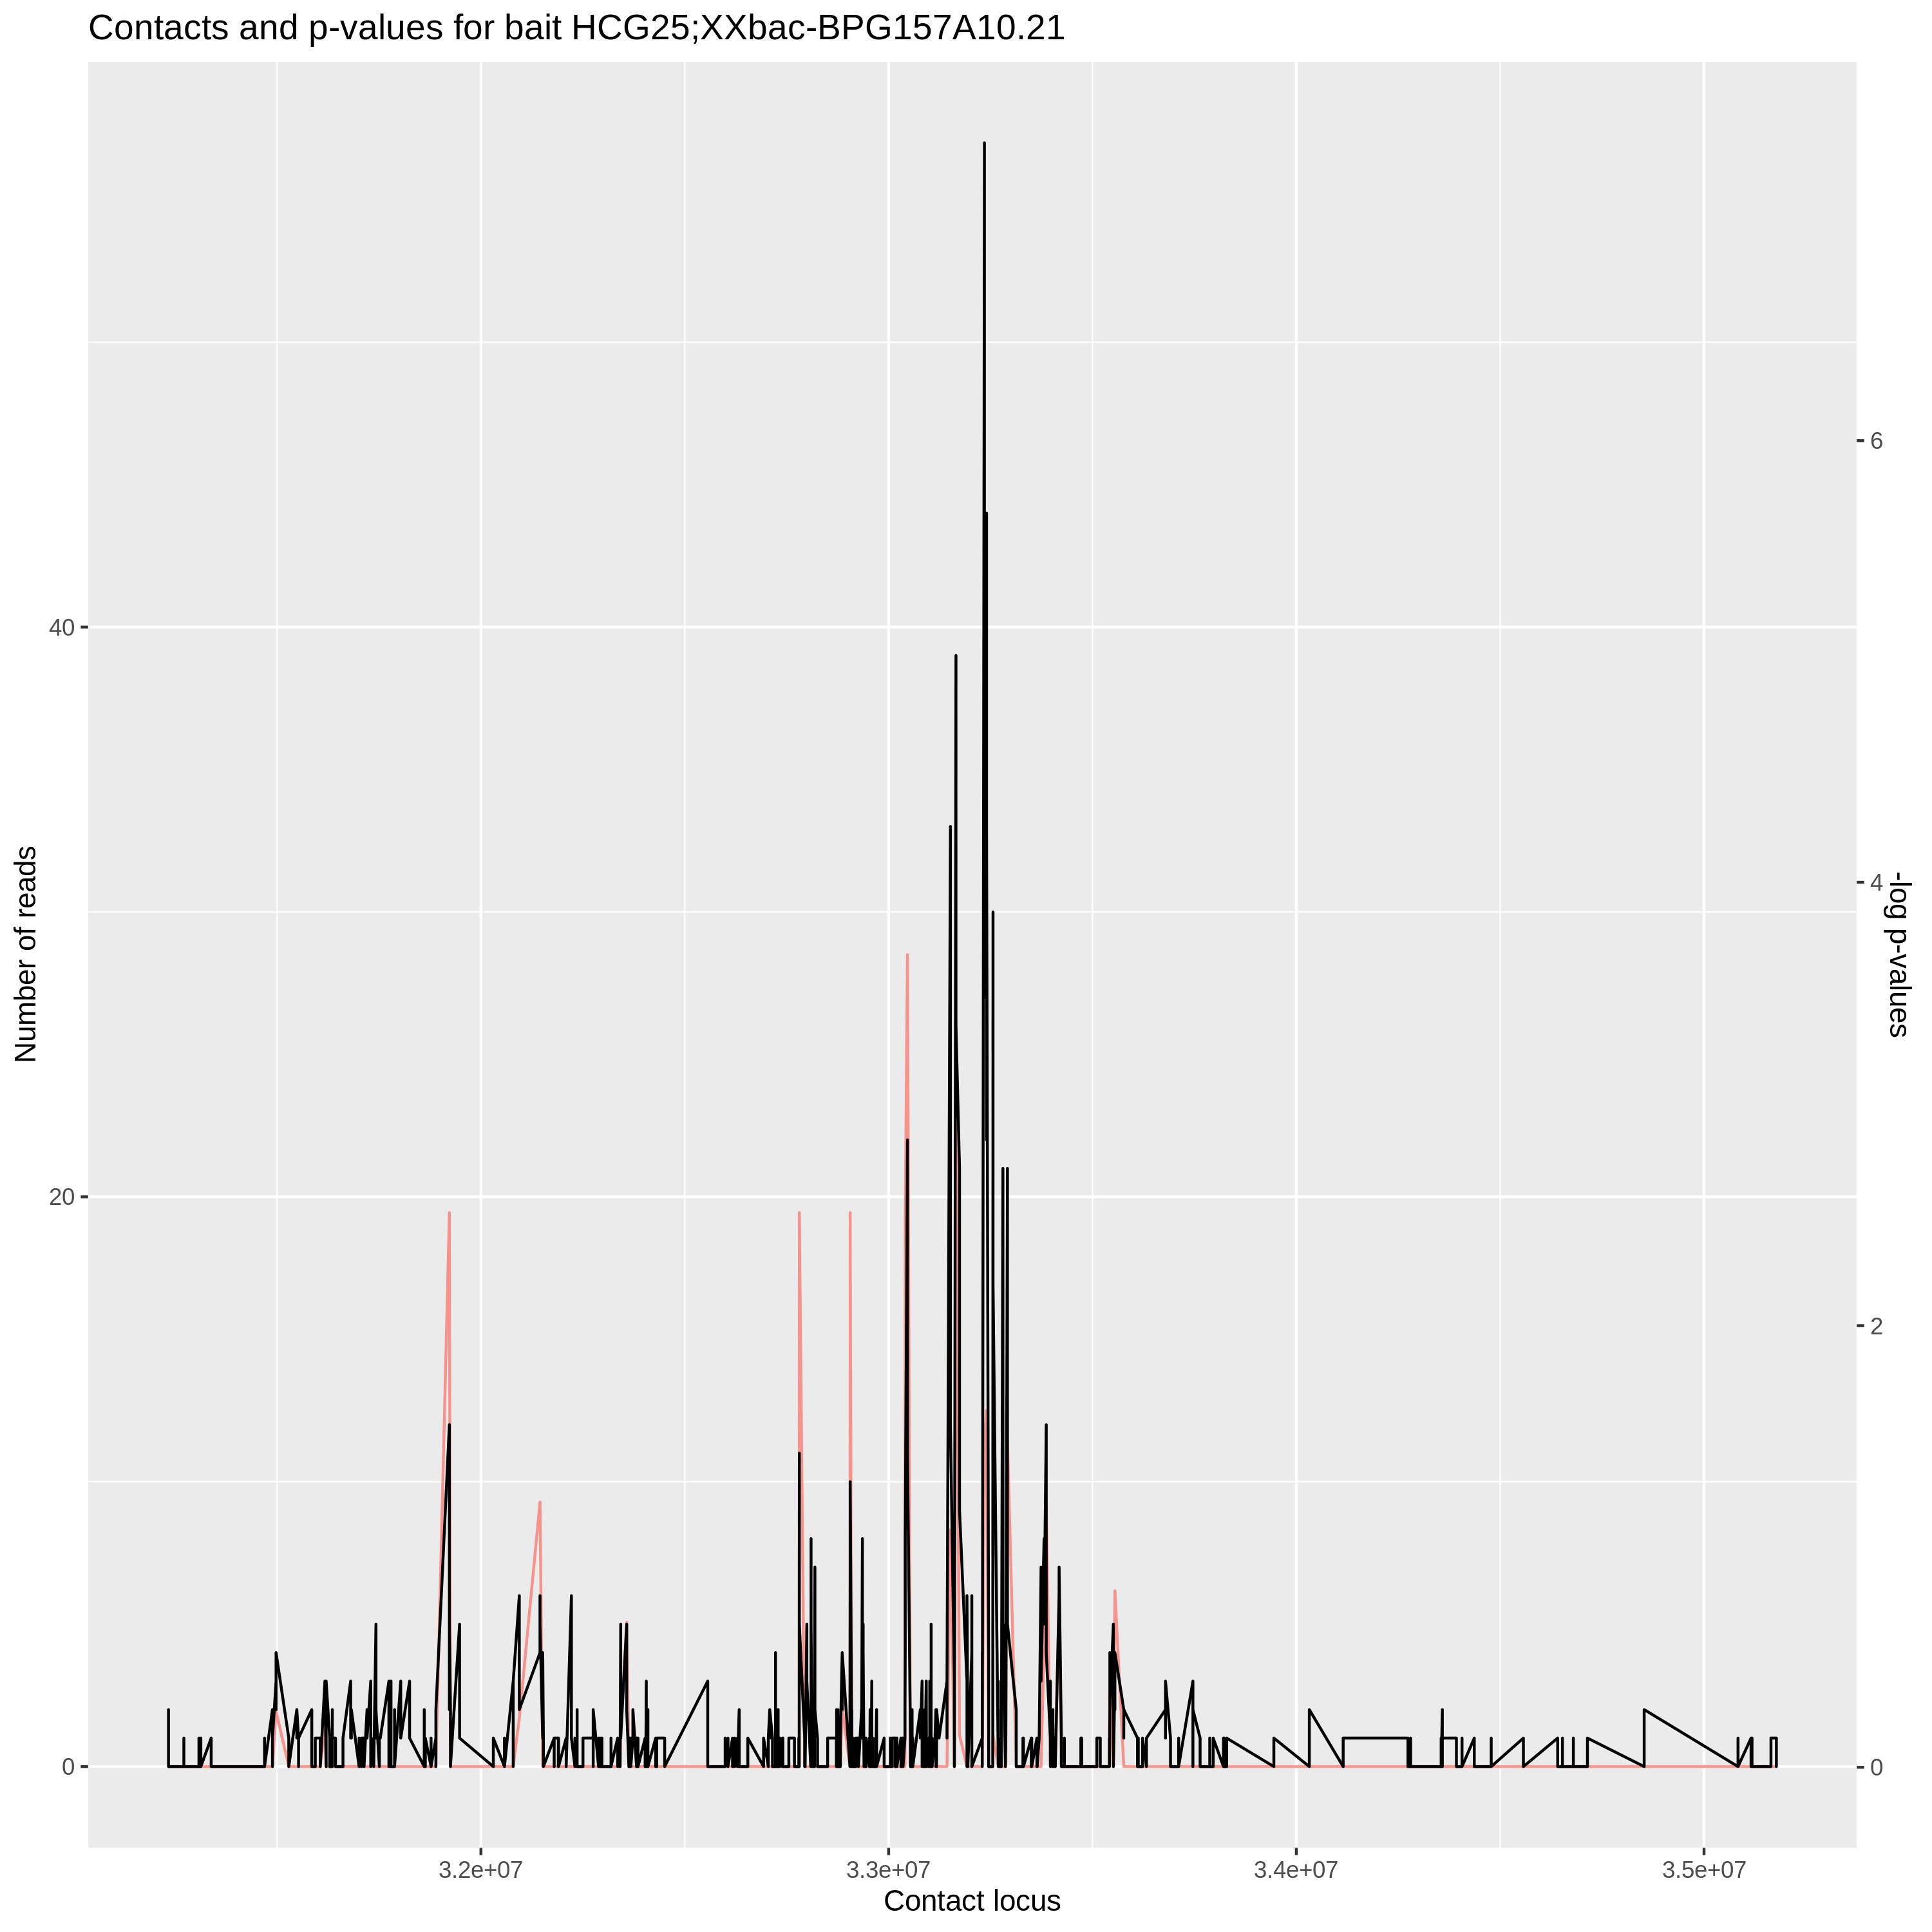 Contacts and p-values for bait HCG25;XXbac-BPG157A10.21
Number of reads
40
20
0
6
4
2
0
-log p-values
3.2e+07
3.3e+07
3.4e+07
3.5e+07
Contact locus